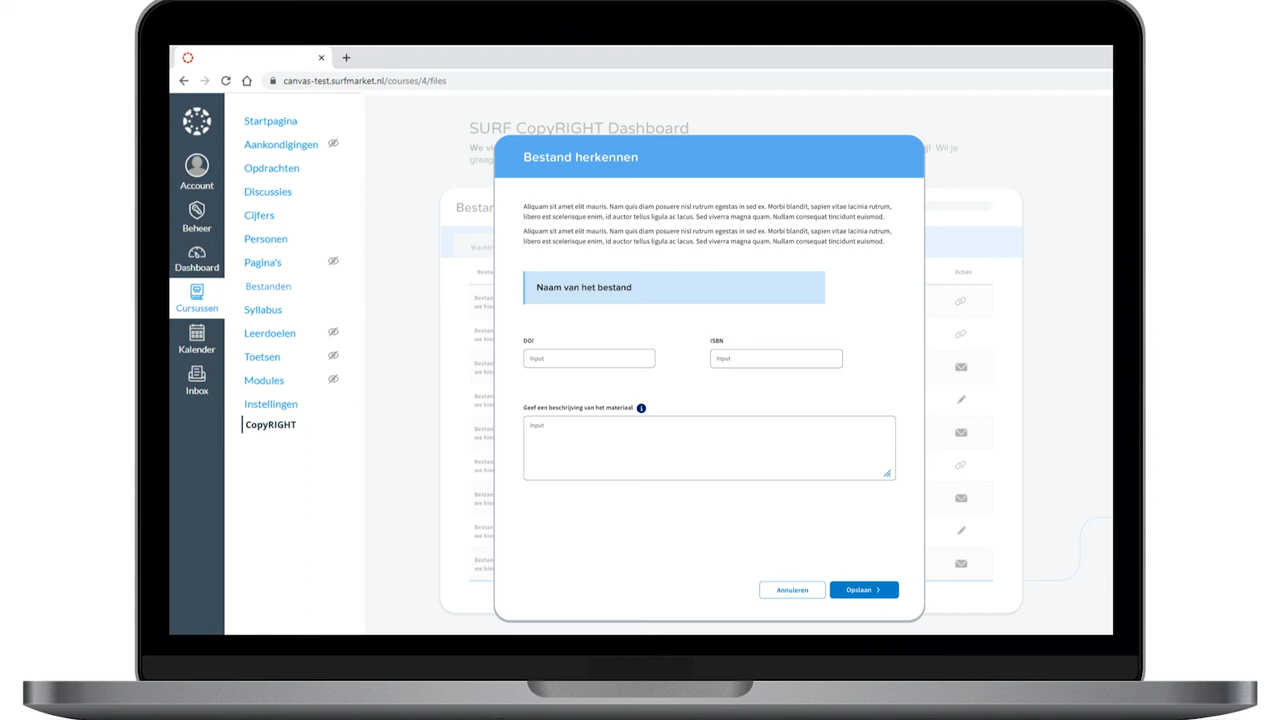 canvas-test.surfmarket.nl/courses/4/files
Account
Beheer
Dashboard
Cursussen
Kalender
Inbox
Startpagina
Aankondigingen
Opdrachten
Discussies
Cijfers
Personen
Pagina's
Bestanden
Syllabus
Leerdoelen
Toetsen
Modules
Instellingen
CopyRIGHT
SURF CopyRIGHT Dashboard
Wil je
graag
Acties
Bestand herkennen
Aliquam sit amet elit mauris. Nam quis diam posuere nisl rutrum egestas in sed ex. Morbi blandit, sapien vitae lacinia rutrum,
libero est scelerisque enim, id auctor tellus ligula ac lacus. Sed viverra magna quam. Nullam consequat tincidunt euismod.
Aliquam sit amet elit mauris. Nam quis diam posuere nisl rutrum egestas in sed ex. Morbi blandit, sapien vitae lacinia rutrum,
libero est scelerisque enim, id auctor tellus ligula ac lacus. Sed viverra magna quam. Nullam consequat tincidunt euismod.
Naam van het bestand
DOI
Input
ISBN
Input
Geef een beschrijving van het materiaal
Input
Annuleren
Opslaan